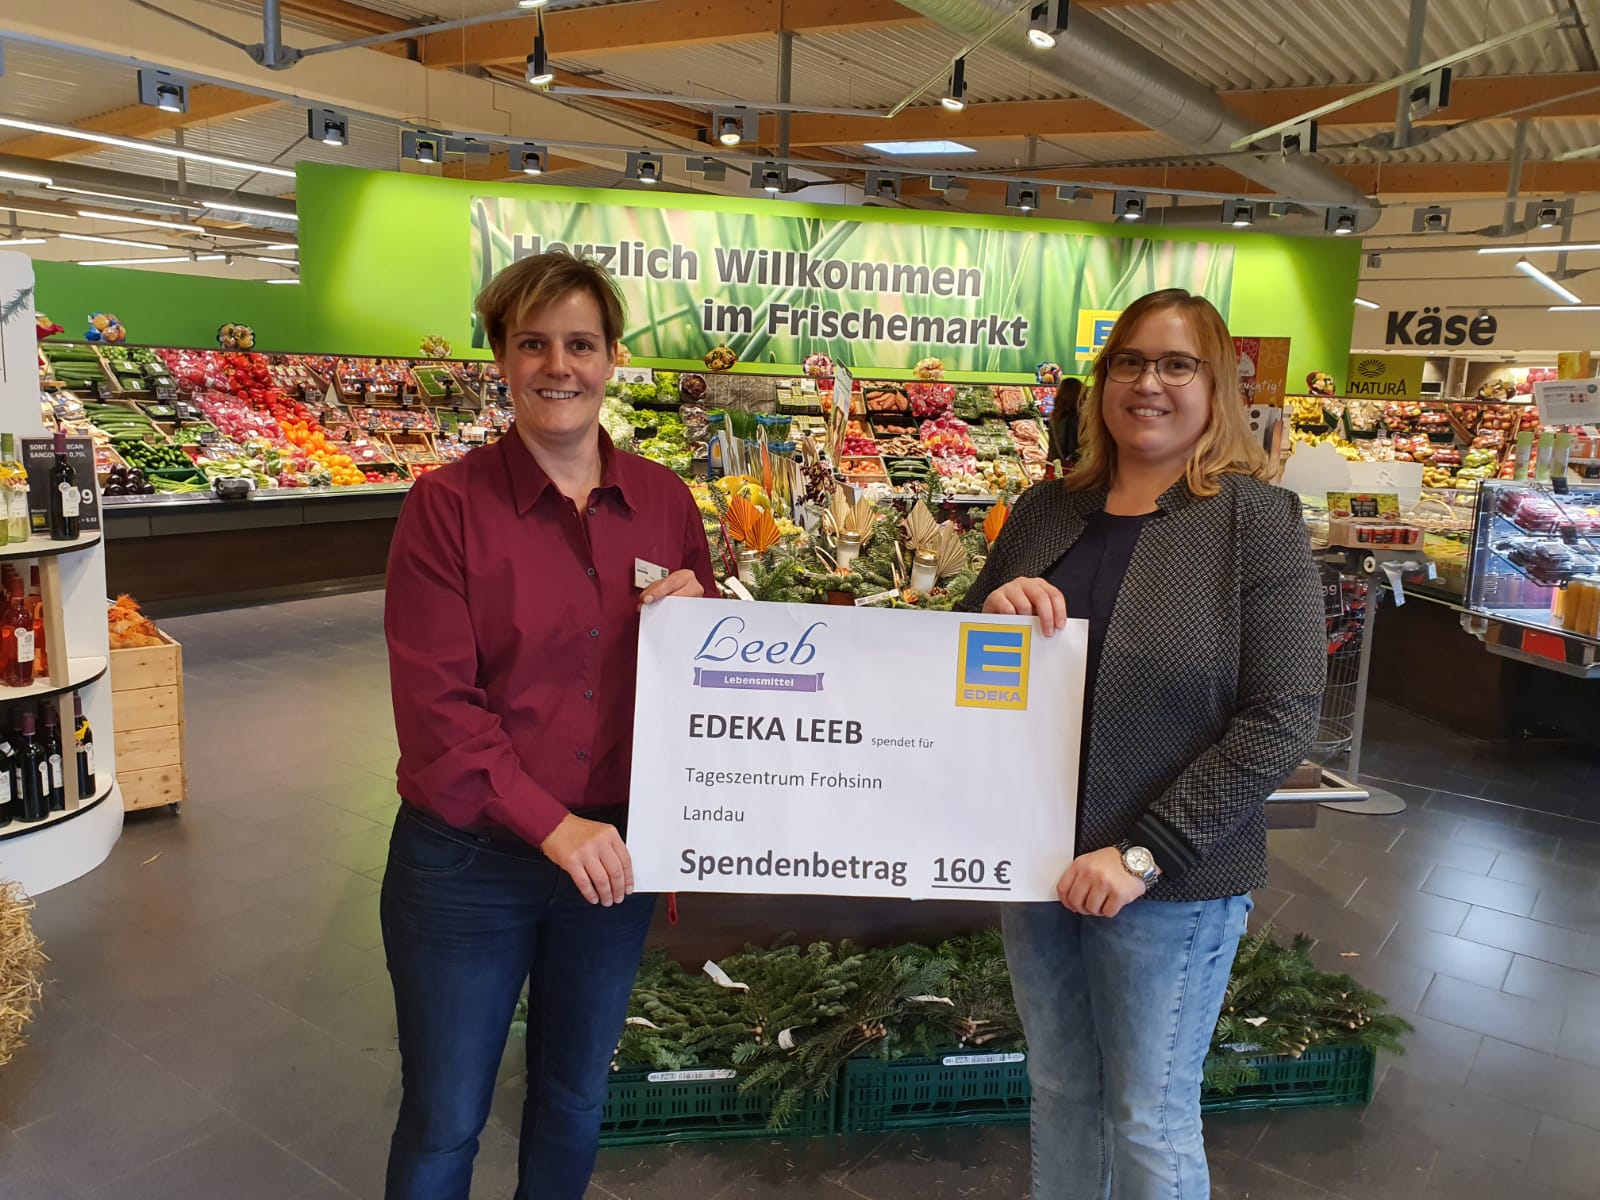 Herzlich Willkommen
im Frischemarkt
Käse
NATURA
Leeb
Lebensmittel
E
EDEKA
EDEKA LEEB spendet für
Tageszentrum Frohsinn
Landau
Spendenbetrag 160 €